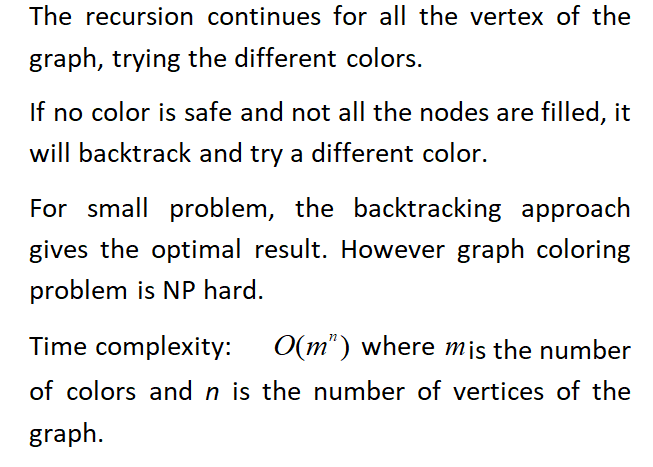 The recursion continues for all the vertex of the
graph, trying the different colors.
If no color is safe and not all the nodes are filled, it
will backtrack and try a different color.
For small problem, the backtracking approach
gives the optimal result. However graph coloring
problem is NP hard.
Time complexity: O(mⁿ) where m is the number
of colors and n is the number of vertices of the
graph.